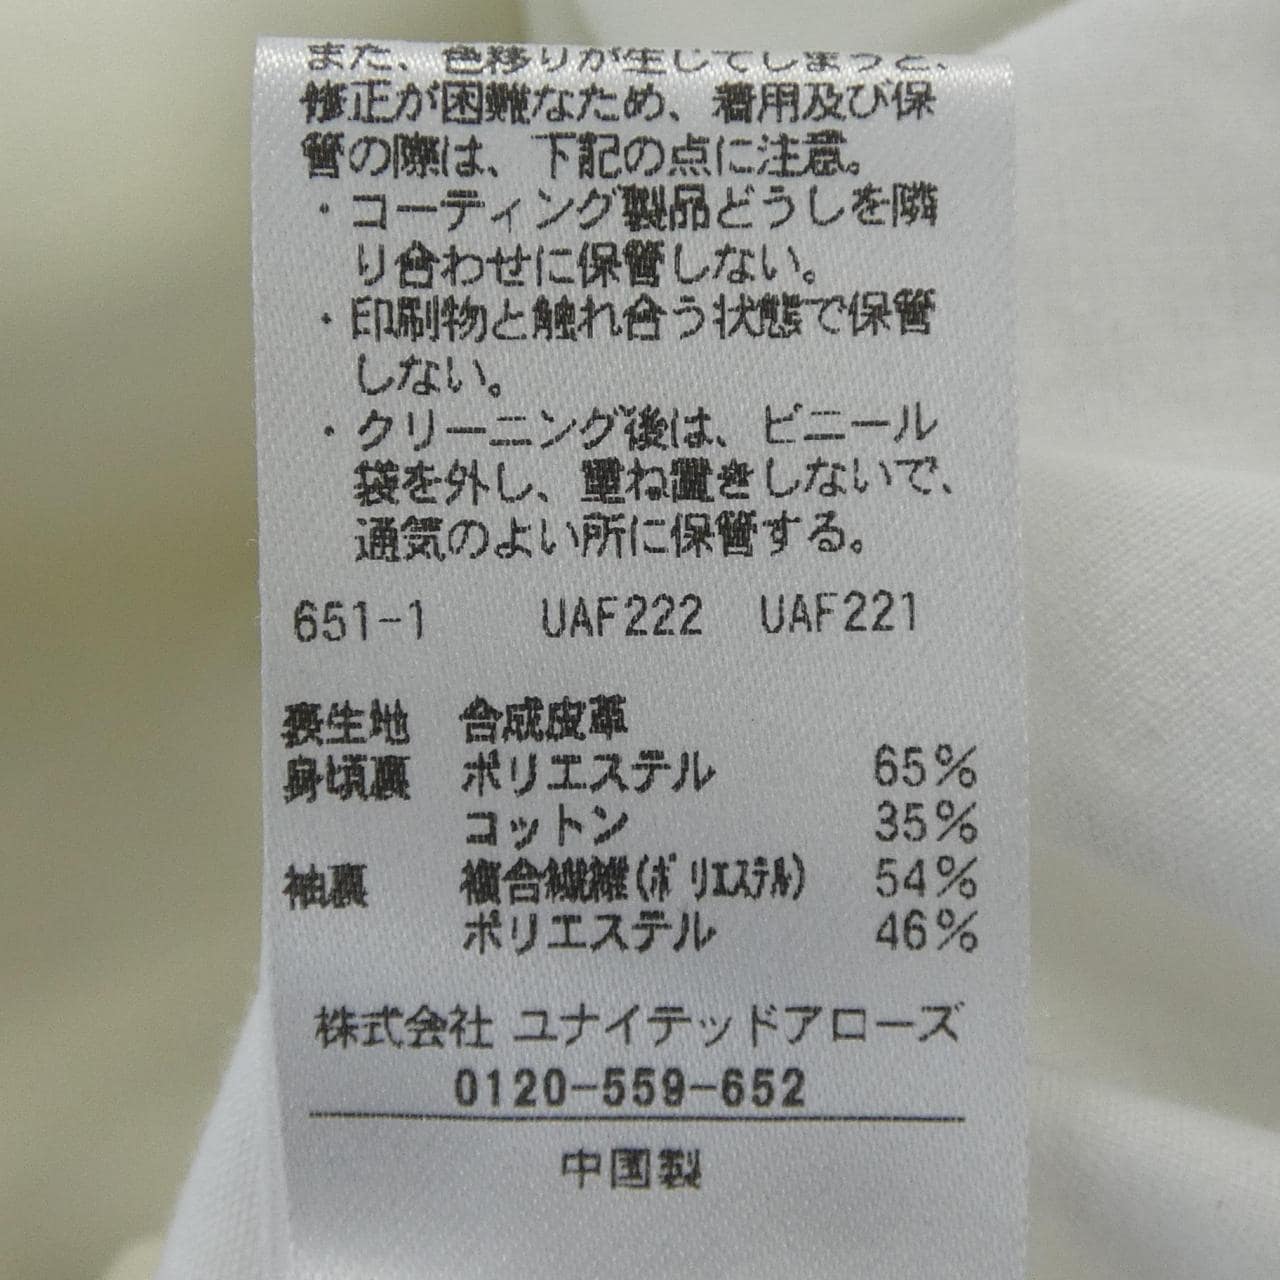 また、色移りが生じてしまうと、
修正が困難なため、着用及び保
管の際は、下記の点に注意。
・コーティング製品どうしを隣
り合わせに保管しない。
・印刷物と触れ合う状態で保管
しない。
・クリーニング後は、ビニール
袋を外し、重ね置きしないで、
通気のよい所に保管する。
651-1 UAF222 UAF221
表生地 合成皮革
身頃裏 ポリエステル 65%
コットン 35%
袖裏 複合繊維(ポリエステル) 54%
ポリエステル 46%
株式会社 ユナイテッドアローズ
0120-559-652
中国製